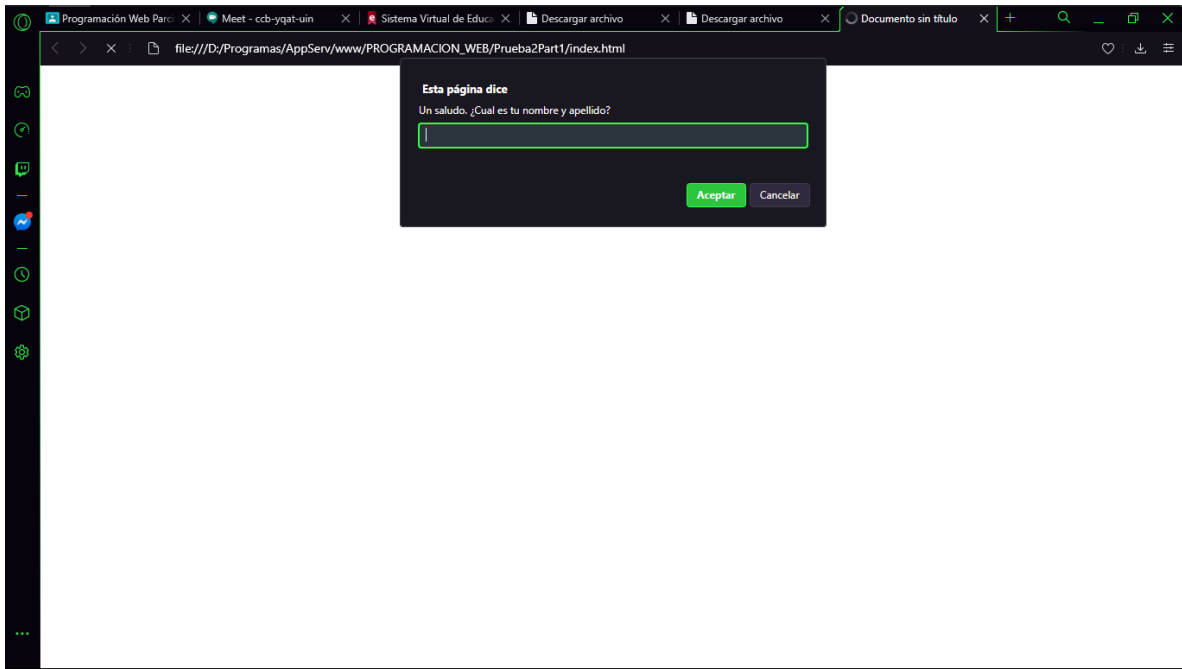 Programación Web Parc
Meet - ccb-yqat-uin
Sistema Virtual de Educa
Descargar archivo
Descargar archivo
Documento sin título
file:///D:/Programas/AppServ/www/PROGRAMACION_WEB/Prueba2Part1/index.html
Esta página dice
Un saludo. ¿Cual es tu nombre y apellido?
Aceptar
Cancelar